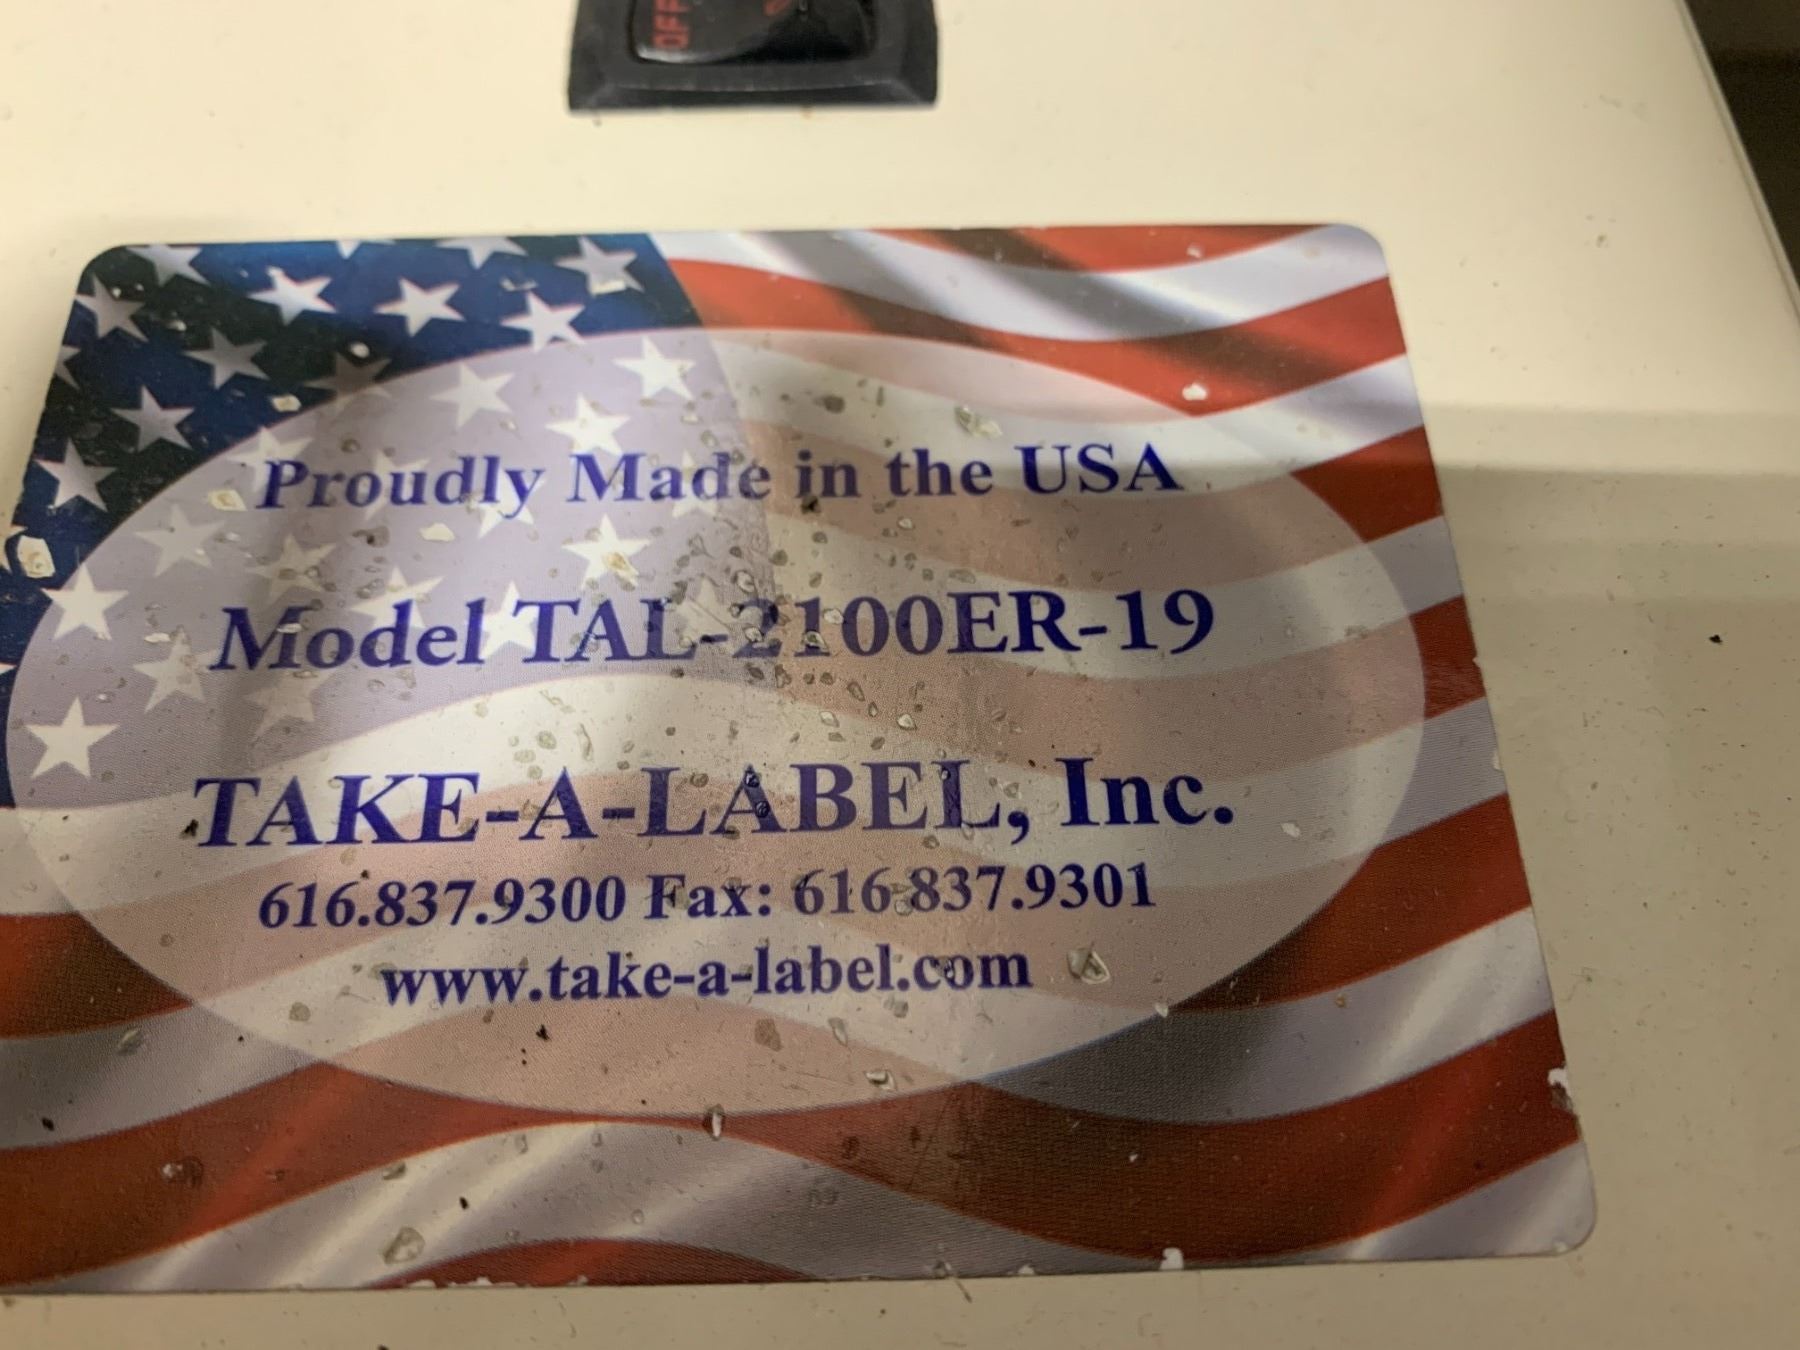 OFF
Proudly Made in the USA
Model TAL-2100ER-19
TAKE-A-LABEL, Inc.
616.837.9300 Fax: 616.837.9301
www.take-a-label.com